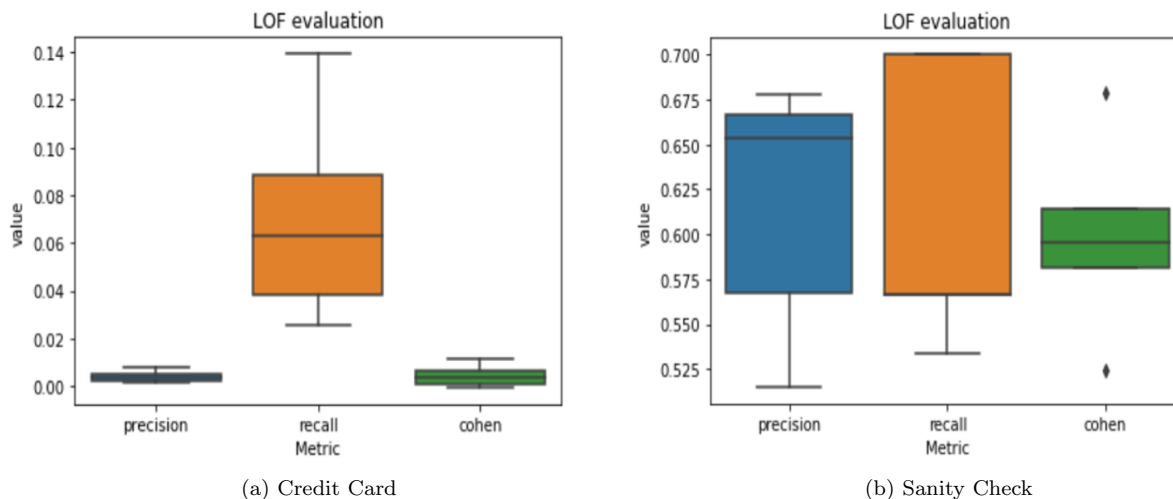 LOF evaluation
0.14
0.12
0.10
0.08
0.06
0.04
0.02
0.00
value
precision recall cohen
Metric
(a) Credit Card
LOF evaluation
0.700
0.675
0.650
0.625
0.600
0.575
0.550
0.525
value
precision recall cohen
Metric
(b) Sanity Check